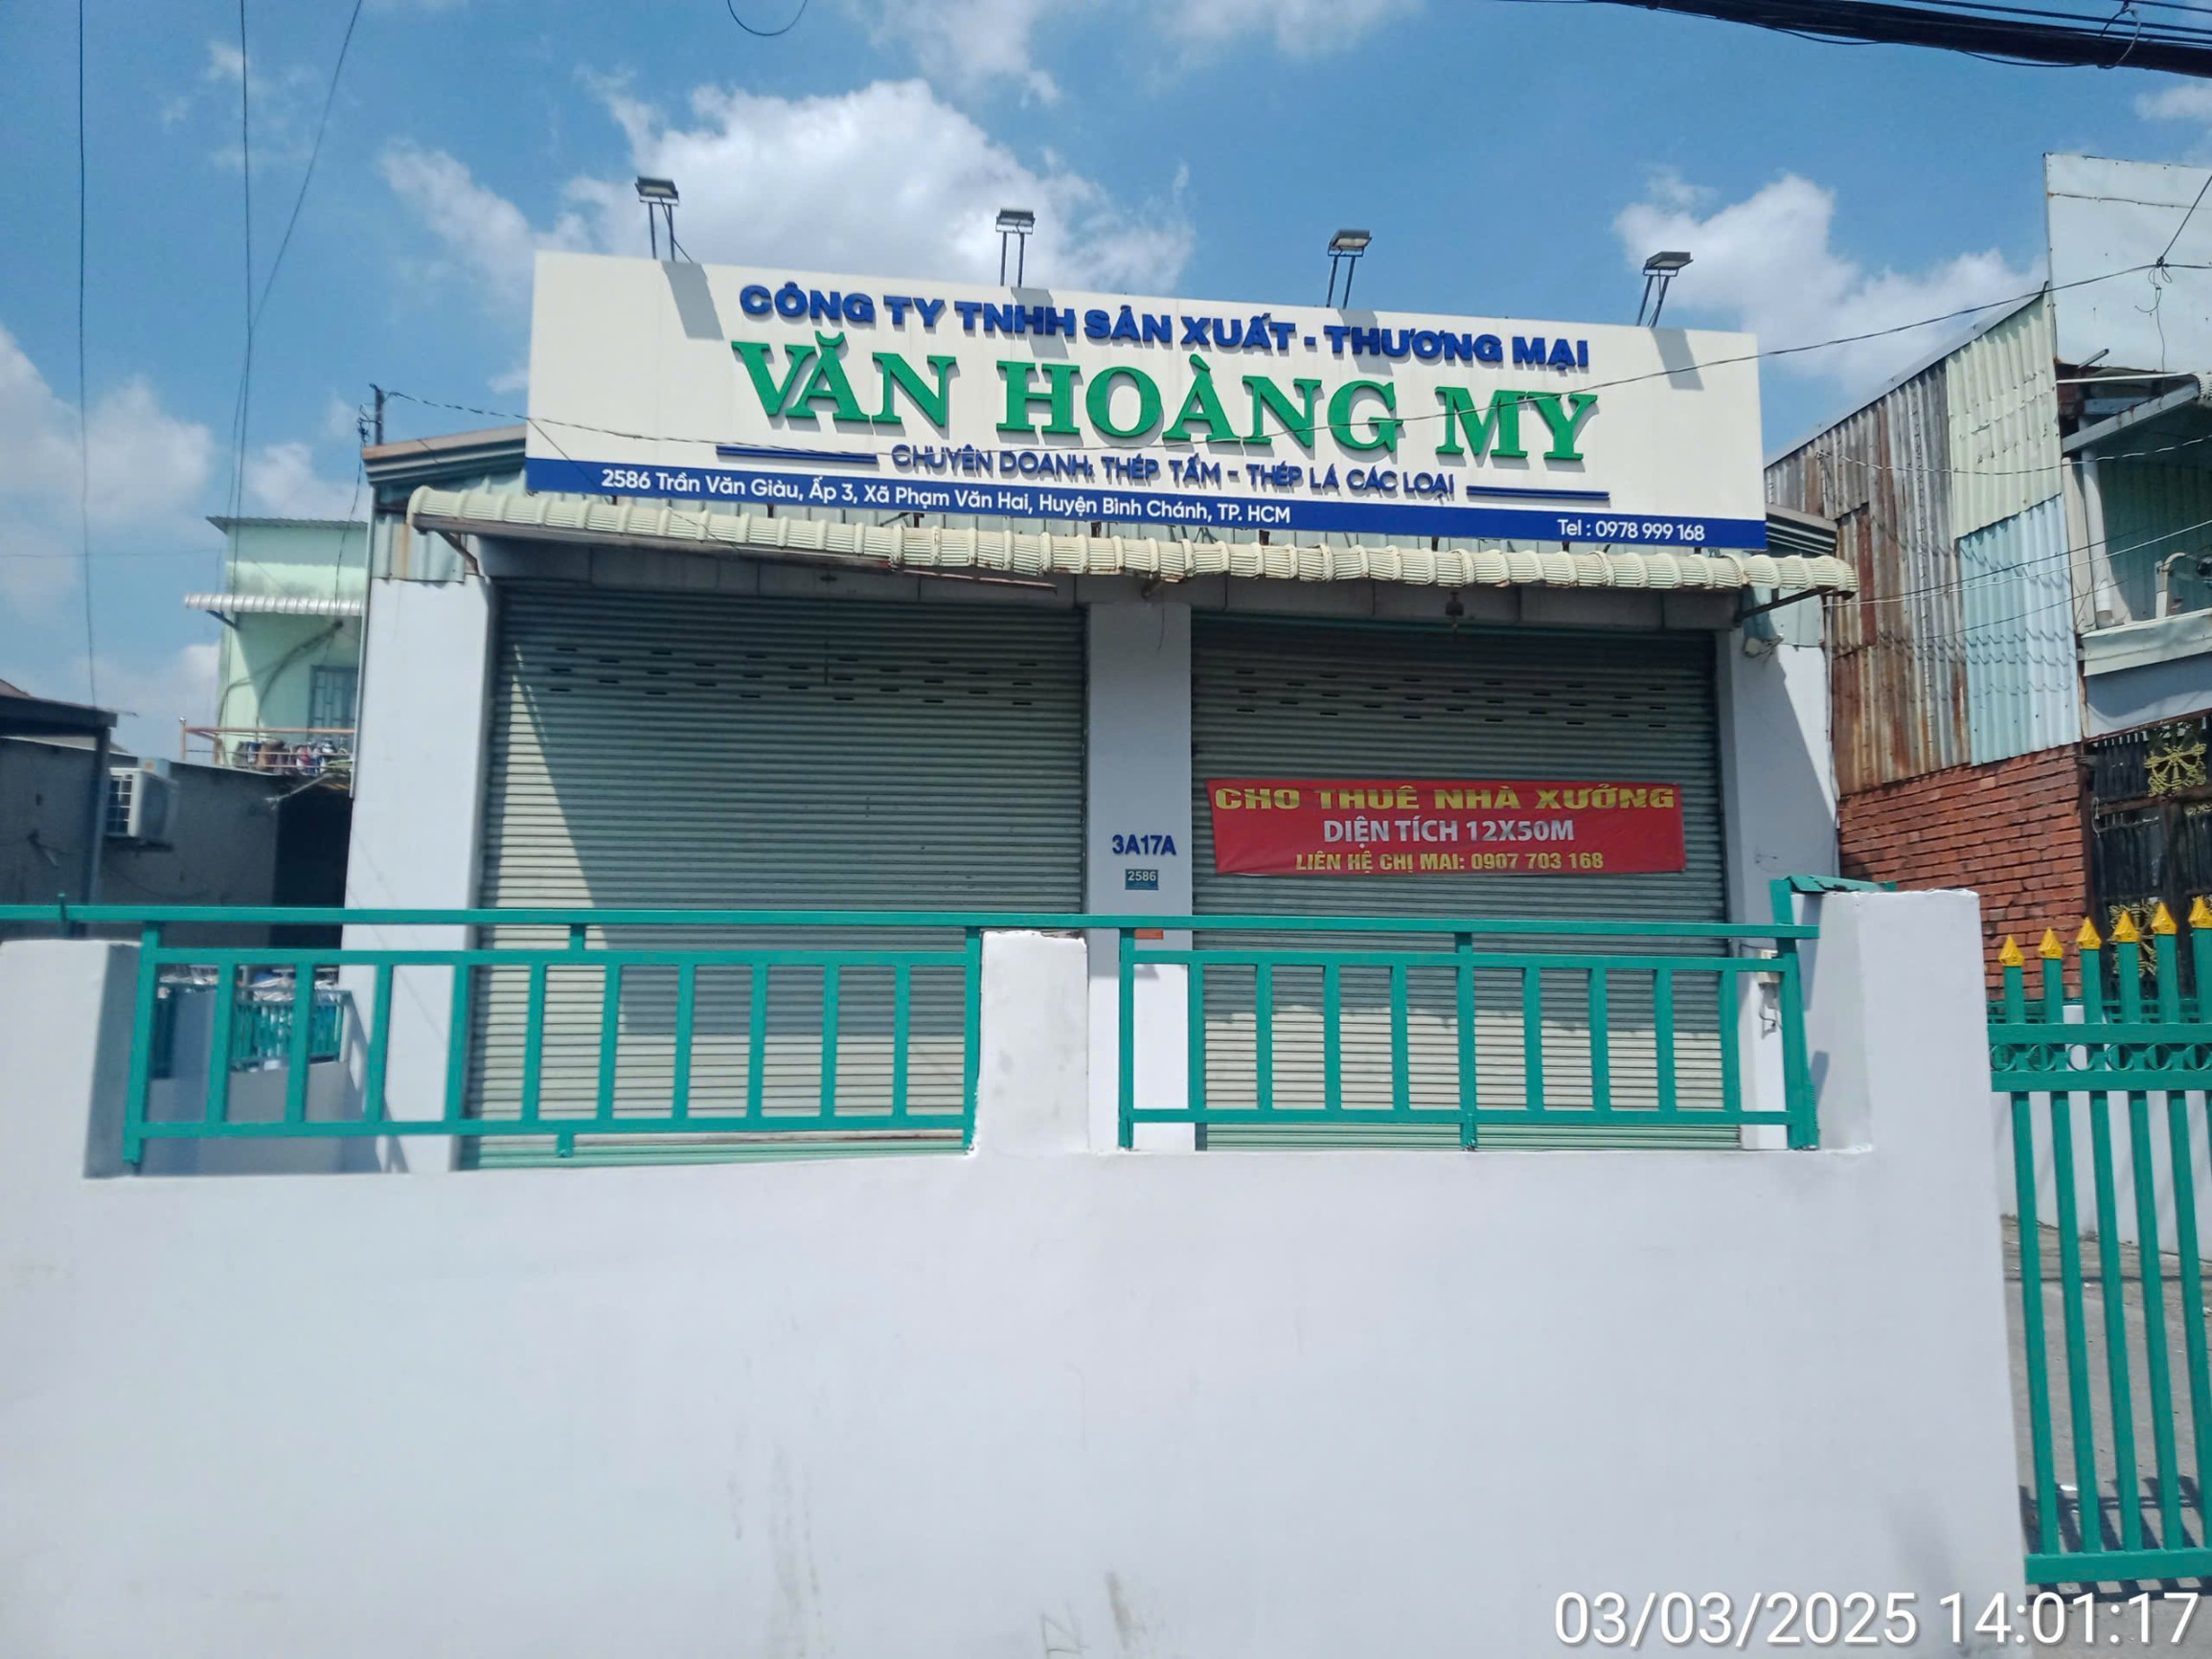 CÔNG TY TNHH SẢN XUẤT - THƯƠNG MẠI
VĂN HOÀNG MY
CHUYÊN DOANH: THÉP TẤM - THÉP LÁ CÁC LOẠI
2586 Trần Văn Giàu, Ấp 3, Xã Phạm Văn Hai, Huyện Bình Chánh, TP. HCM
Tel : 0978 999 168
CHO THUÊ NHÀ XƯỞNG
DIỆN TÍCH 12X50M
LIÊN HỆ CHỊ MAI: 0907 703 168
3A17A
2586
03/03/2025 14:01:17